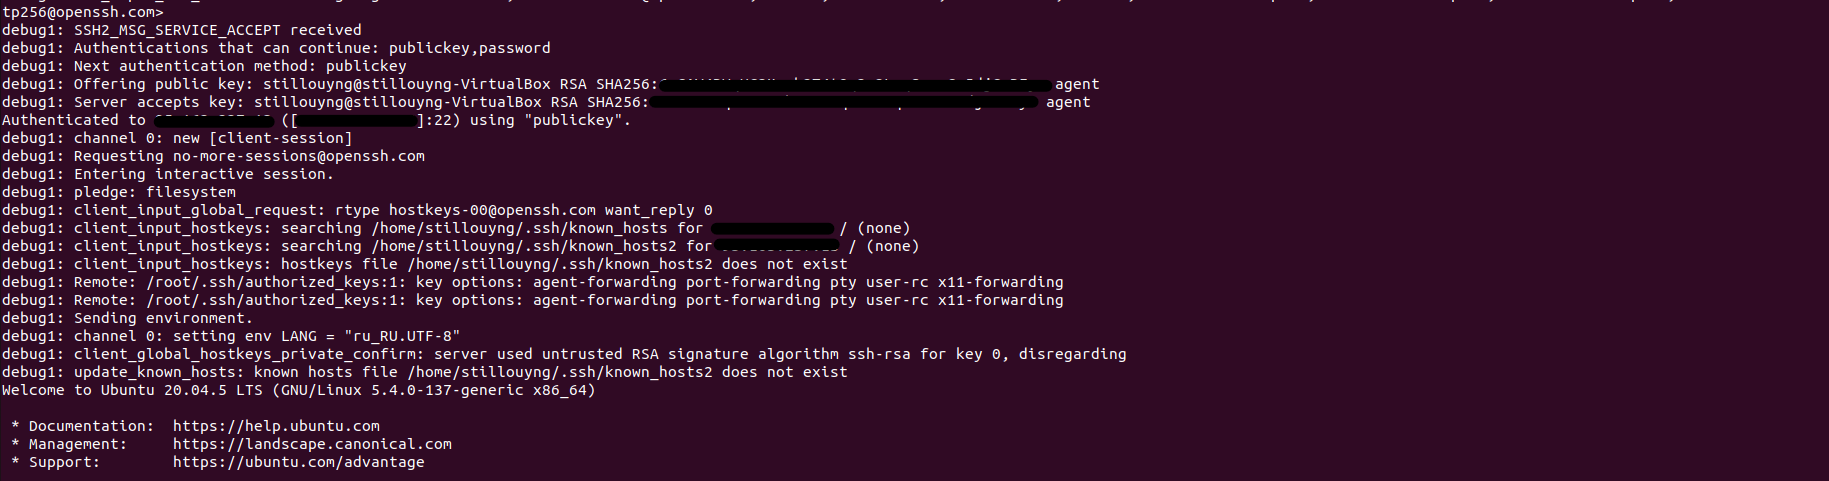 tp256@openssh.com>
debug1: SSH2_MSG_SERVICE_ACCEPT received
debug1: Authentications that can continue: publickey,password
debug1: Next authentication method: publickey
debug1: Offering public key: stillouyng@stillouyng-VirtualBox RSA SHA256: agent
debug1: Server accepts key: stillouyng@stillouyng-VirtualBox RSA SHA256: agent
Authenticated to ([ ]:22) using "publickey".
debug1: channel 0: new [client-session]
debug1: Requesting no-more-sessions@openssh.com
debug1: Entering interactive session.
debug1: pledge: filesystem
debug1: client_input_global_request: rtype hostkeys-00@openssh.com want_reply 0
debug1: client_input_hostkeys: searching /home/stillouyng/.ssh/known_hosts for / (none)
debug1: client_input_hostkeys: searching /home/stillouyng/.ssh/known_hosts2 for / (none)
debug1: client_input_hostkeys: hostkeys file /home/stillouyng/.ssh/known_hosts2 does not exist
debug1: Remote: /root/.ssh/authorized_keys:1: key options: agent-forwarding port-forwarding pty user-rc x11-forwarding
debug1: Remote: /root/.ssh/authorized_keys:1: key options: agent-forwarding port-forwarding pty user-rc x11-forwarding
debug1: Sending environment.
debug1: channel 0: setting env LANG = "ru_RU.UTF-8"
debug1: client_global_hostkeys_private_confirm: server used untrusted RSA signature algorithm ssh-rsa for key 0, disregarding
debug1: update_known_hosts: known hosts file /home/stillouyng/.ssh/known_hosts2 does not exist
Welcome to Ubuntu 20.04.5 LTS (GNU/Linux 5.4.0-137-generic x86_64)
* Documentation: https://help.ubuntu.com
* Management: https://landscape.canonical.com
* Support: https://ubuntu.com/advantage